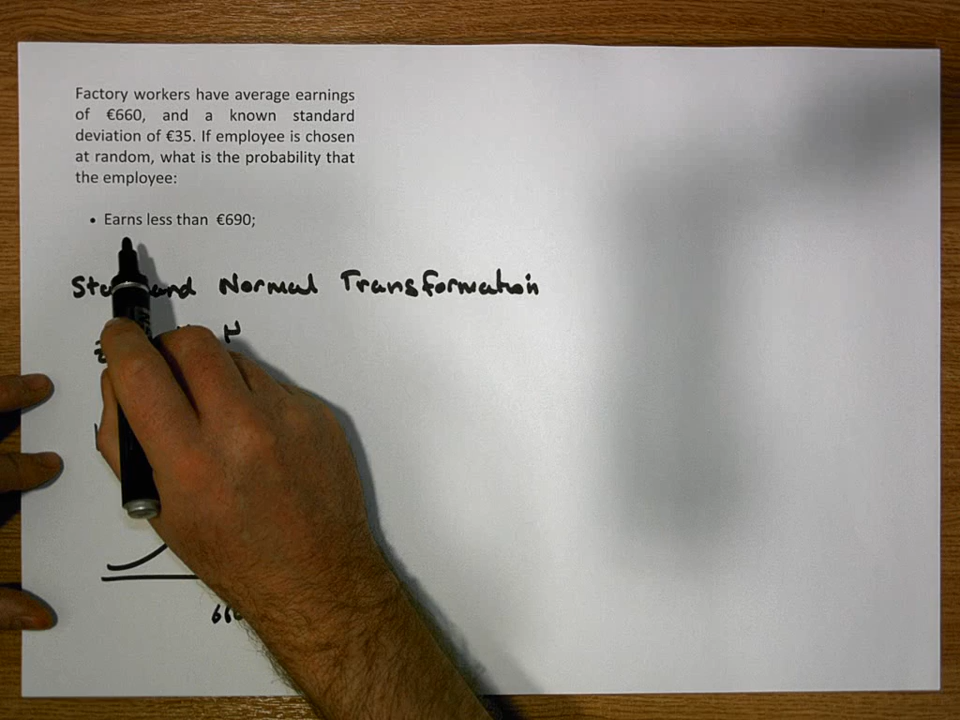 Factory workers have average earnings
of €660, and a known standard
deviation of €35. If employee is chosen
at random, what is the probability that
the employee:
• Earns less than €690;
Normal Transformation
μ